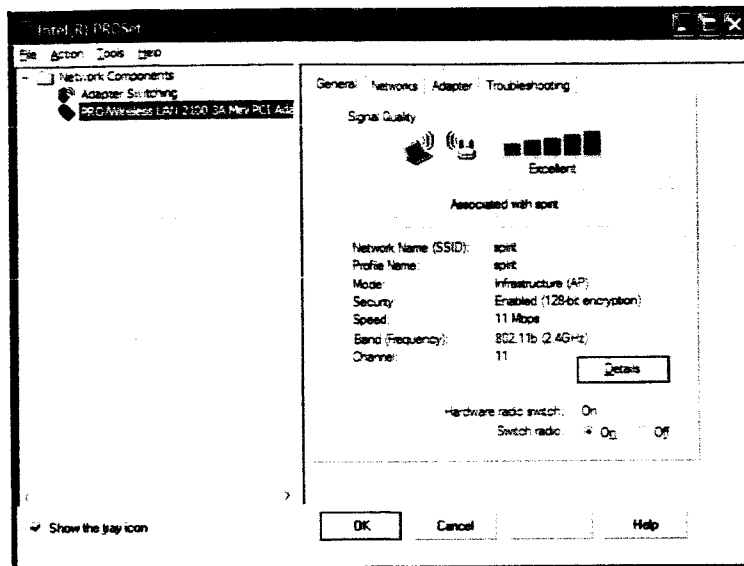 Intel(R) PROSet
File Action Tools Help
Network Components
Adapter Switching
PRO/Wireless LAN 2100 3A Mini PCI Ada
General Networks Adapter Troubleshooting
Signal Quality
Excellent
Associated with spirit
Network Name (SSID): spirit
Profile Name: spirit
Mode: Infrastructure (AP)
Security Enabled (128-bit encryption)
Speed: 11 Mbps
Band (Frequency): 802.11b (2.4GHz)
Channel: 11
Details
Hardware radio switch: On
Switch radio: On Off
Show the tray icon
OK Cancel Help